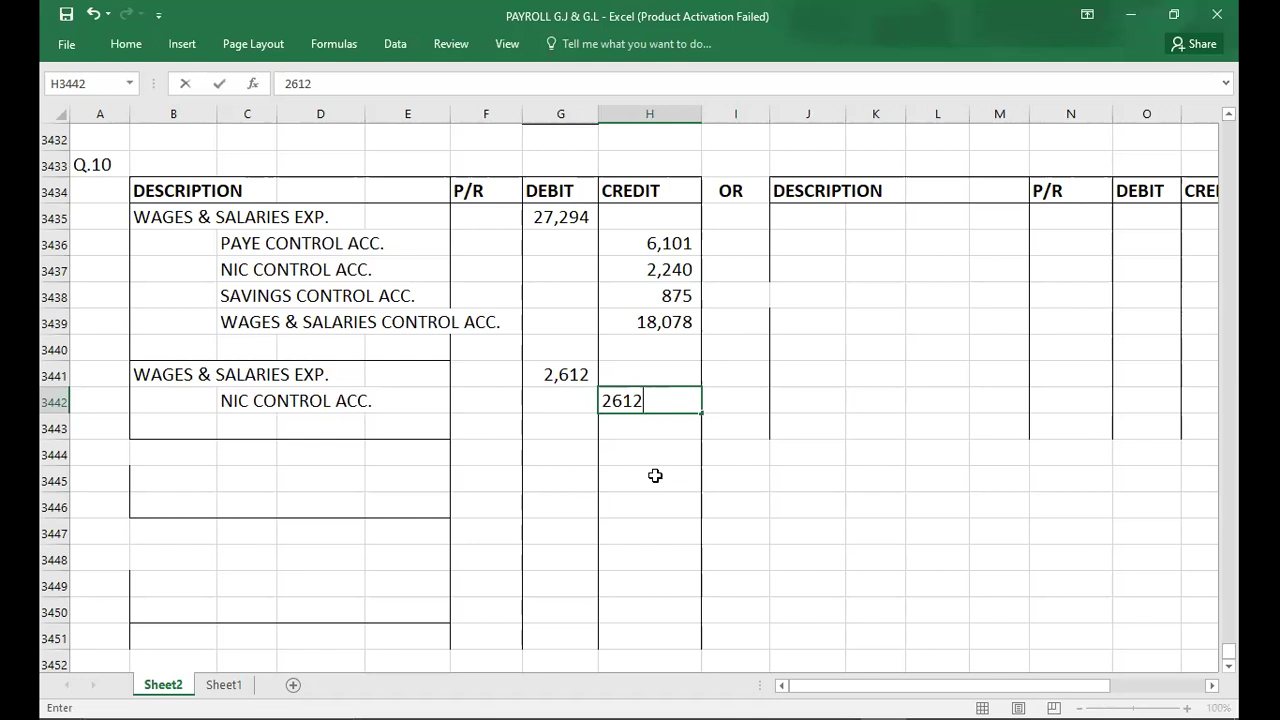 PAYROLL G.J & G.L - Excel (Product Activation Failed)
File Home Insert Page Layout Formulas Data Review View Tell me what you want to do... Share
H3442 fx 2612
A B C D E F G H I J K L M N O
3432
3433 Q.10
3434 DESCRIPTION P/R DEBIT CREDIT OR DESCRIPTION P/R DEBIT CRE
3435 WAGES & SALARIES EXP. 27,294
3436 PAYE CONTROL ACC. 6,101
3437 NIC CONTROL ACC. 2,240
3438 SAVINGS CONTROL ACC. 875
3439 WAGES & SALARIES CONTROL ACC. 18,078
3440
3441 WAGES & SALARIES EXP. 2,612
3442 NIC CONTROL ACC. 2612
3443
3444
3445
3446
3447
3448
3449
3450
3451
3452
Sheet2 Sheet1
Enter 100%